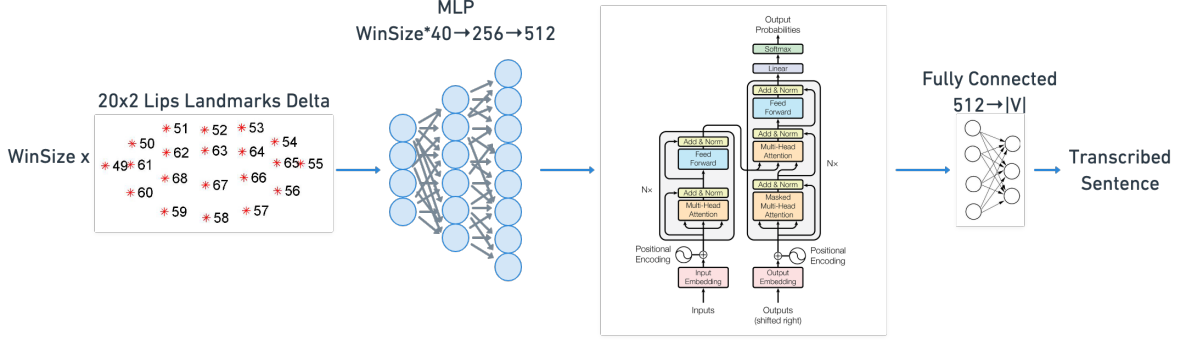 MLP
WinSize*40→256→512
20x2 Lips Landmarks Delta
WinSize x
51 52 53
50 54
62 63 64
49 61 65 55
68 67 66
60 56
59 58 57
Output
Probabilities
Softmax
Linear
Add & Norm
Feed
Forward
Add & Norm
Multi-Head
Attention
Nx
Add & Norm
Masked
Multi-Head
Attention
Add & Norm
Feed
Forward
Nx
Add & Norm
Multi-Head
Attention
Positional
Encoding
Positional
Encoding
Input
Embedding
Output
Embedding
Inputs
Outputs
(shifted right)
Fully Connected
512→|V|
Transcribed
Sentence